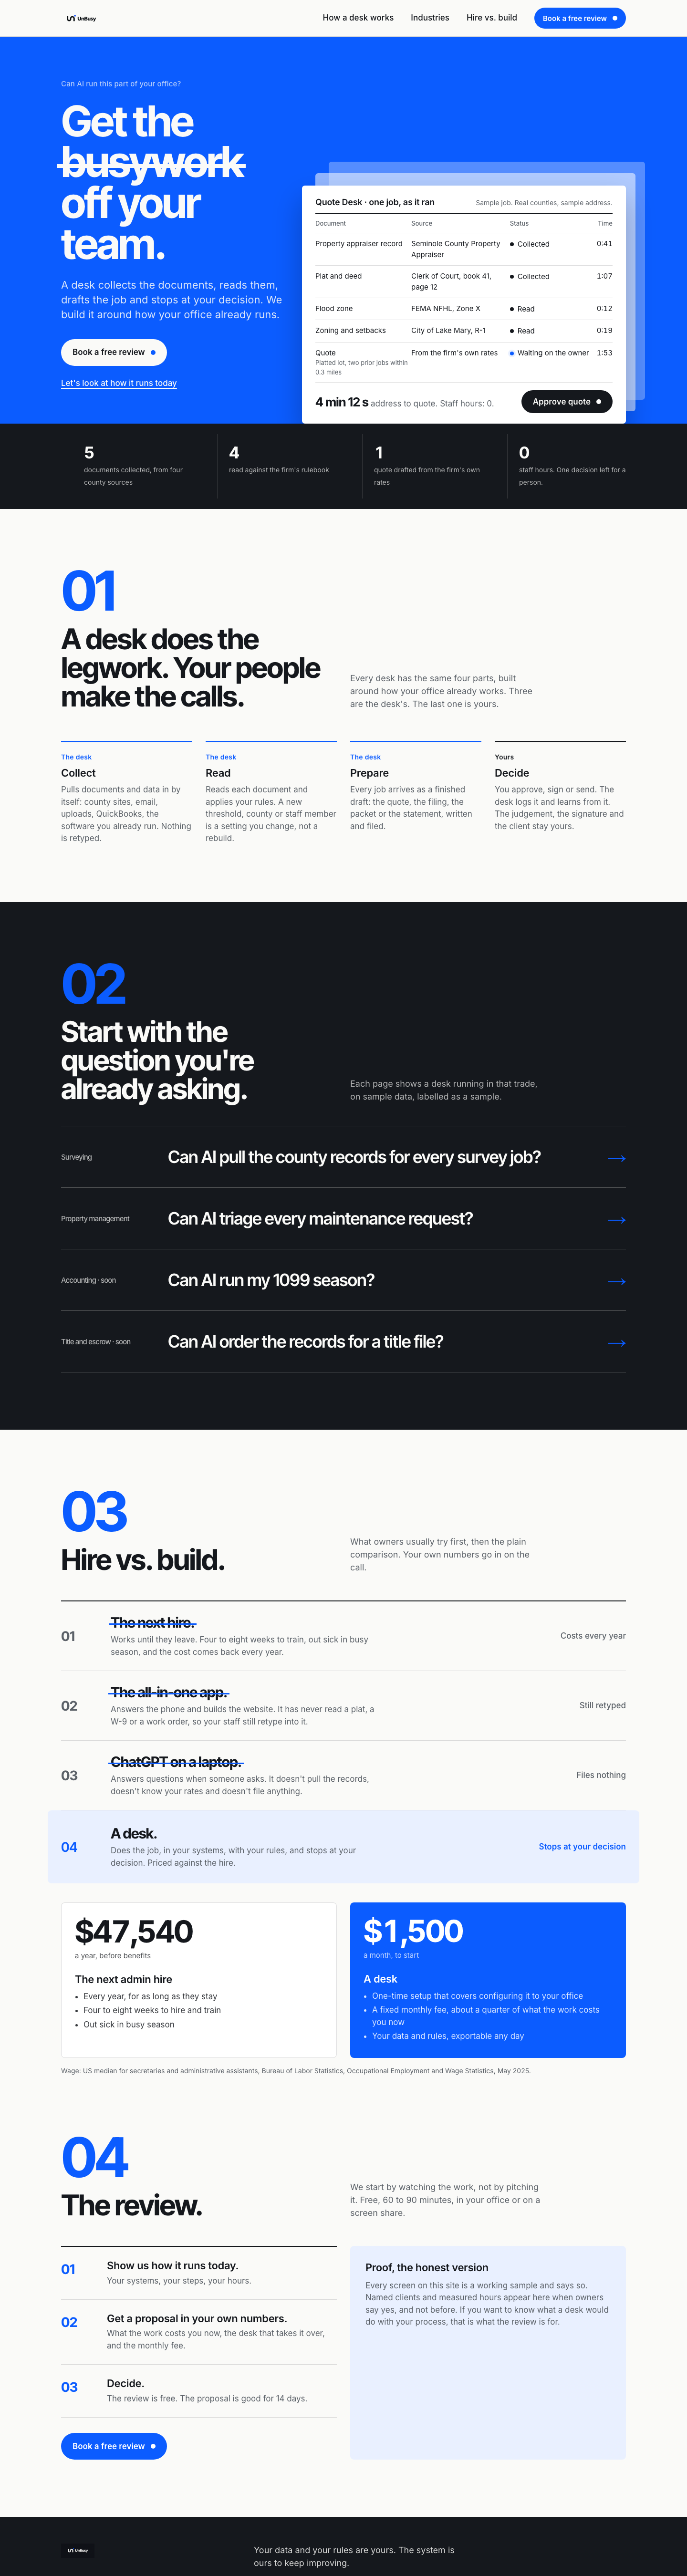 UnBusy
How a desk works
Industries
Hire vs. build
Book a free review
Can AI run this part of your office?
Get the
busywork
off your
team.
A desk collects the documents, reads them,
drafts the job and stops at your decision. We
build it around how your office already runs.
Book a free review
Let's look at how it runs today
Quote Desk · one job, as it ran
Sample job. Real counties, sample address.
Document Source Status Time
Property appraiser record Seminole County Property Collected 0:41
Appraiser
Plat and deed Clerk of Court, book 41, Collected 1:07
page 12
Flood zone FEMA NFHL, Zone X Read 0:12
Zoning and setbacks City of Lake Mary, R-1 Read 0:19
Quote From the firm's own rates Waiting on the owner 1:53
Platted lot, two prior jobs within
0.3 miles
4 min 12 s address to quote. Staff hours: 0.
Approve quote
5
documents collected, from four
county sources
4
read against the firm's rulebook
1
quote drafted from the firm's own
rates
0
staff hours. One decision left for a
person.
01
A desk does the
legwork. Your people
make the calls.
Every desk has the same four parts, built
around how your office already works. Three
are the desk's. The last one is yours.
The desk
Collect
Pulls documents and data in by
itself: county sites, email,
uploads, QuickBooks, the
software you already run. Nothing
is retyped.
The desk
Read
Reads each document and
applies your rules. A new
threshold, county or staff member
is a setting you change, not a
rebuild.
The desk
Prepare
Every job arrives as a finished
draft: the quote, the filing, the
packet or the statement, written
and filed.
Yours
Decide
You approve, sign or send. The
desk logs it and learns from it.
The judgement, the signature and
the client stay yours.
02
Start with the
question you're
already asking.
Each page shows a desk running in that trade,
on sample data, labelled as a sample.
Surveying
Can AI pull the county records for every survey job?
→
Property management
Can AI triage every maintenance request?
→
Accounting · soon
Can AI run my 1099 season?
→
Title and escrow · soon
Can AI order the records for a title file?
→
03
Hire vs. build.
What owners usually try first, then the plain
comparison. Your own numbers go in on the
call.
01
The next hire.
Works until they leave. Four to eight weeks to train, out sick in busy
season, and the cost comes back every year.
Costs every year
02
The all-in-one app.
Answers the phone and builds the website. It has never read a plat, a
W-9 or a work order, so your staff still retype into it.
Still retyped
03
ChatGPT on a laptop.
Answers questions when someone asks. It doesn't pull the records,
doesn't know your rates and doesn't file anything.
Files nothing
04
A desk.
Does the job, in your systems, with your rules, and stops at your
decision. Priced against the hire.
Stops at your decision
$47,540
a year, before benefits
The next admin hire
• Every year, for as long as they stay
• Four to eight weeks to hire and train
• Out sick in busy season
$1,500
a month, to start
A desk
• One-time setup that covers configuring it to your office
• A fixed monthly fee, about a quarter of what the work costs
you now
• Your data and rules, exportable any day
Wage: US median for secretaries and administrative assistants, Bureau of Labor Statistics, Occupational Employment and Wage Statistics, May 2025.
04
The review.
We start by watching the work, not by pitching
it. Free, 60 to 90 minutes, in your office or on a
screen share.
01
Show us how it runs today.
Your systems, your steps, your hours.
02
Get a proposal in your own numbers.
What the work costs you now, the desk that takes it over,
and the monthly fee.
03
Decide.
The review is free. The proposal is good for 14 days.
Book a free review
Proof, the honest version
Every screen on this site is a working sample and says so.
Named clients and measured hours appear here when owners
say yes, and not before. If you want to know what a desk would
do with your process, that is what the review is for.
UnBusy
Your data and your rules are yours. The system is
ours to keep improving.